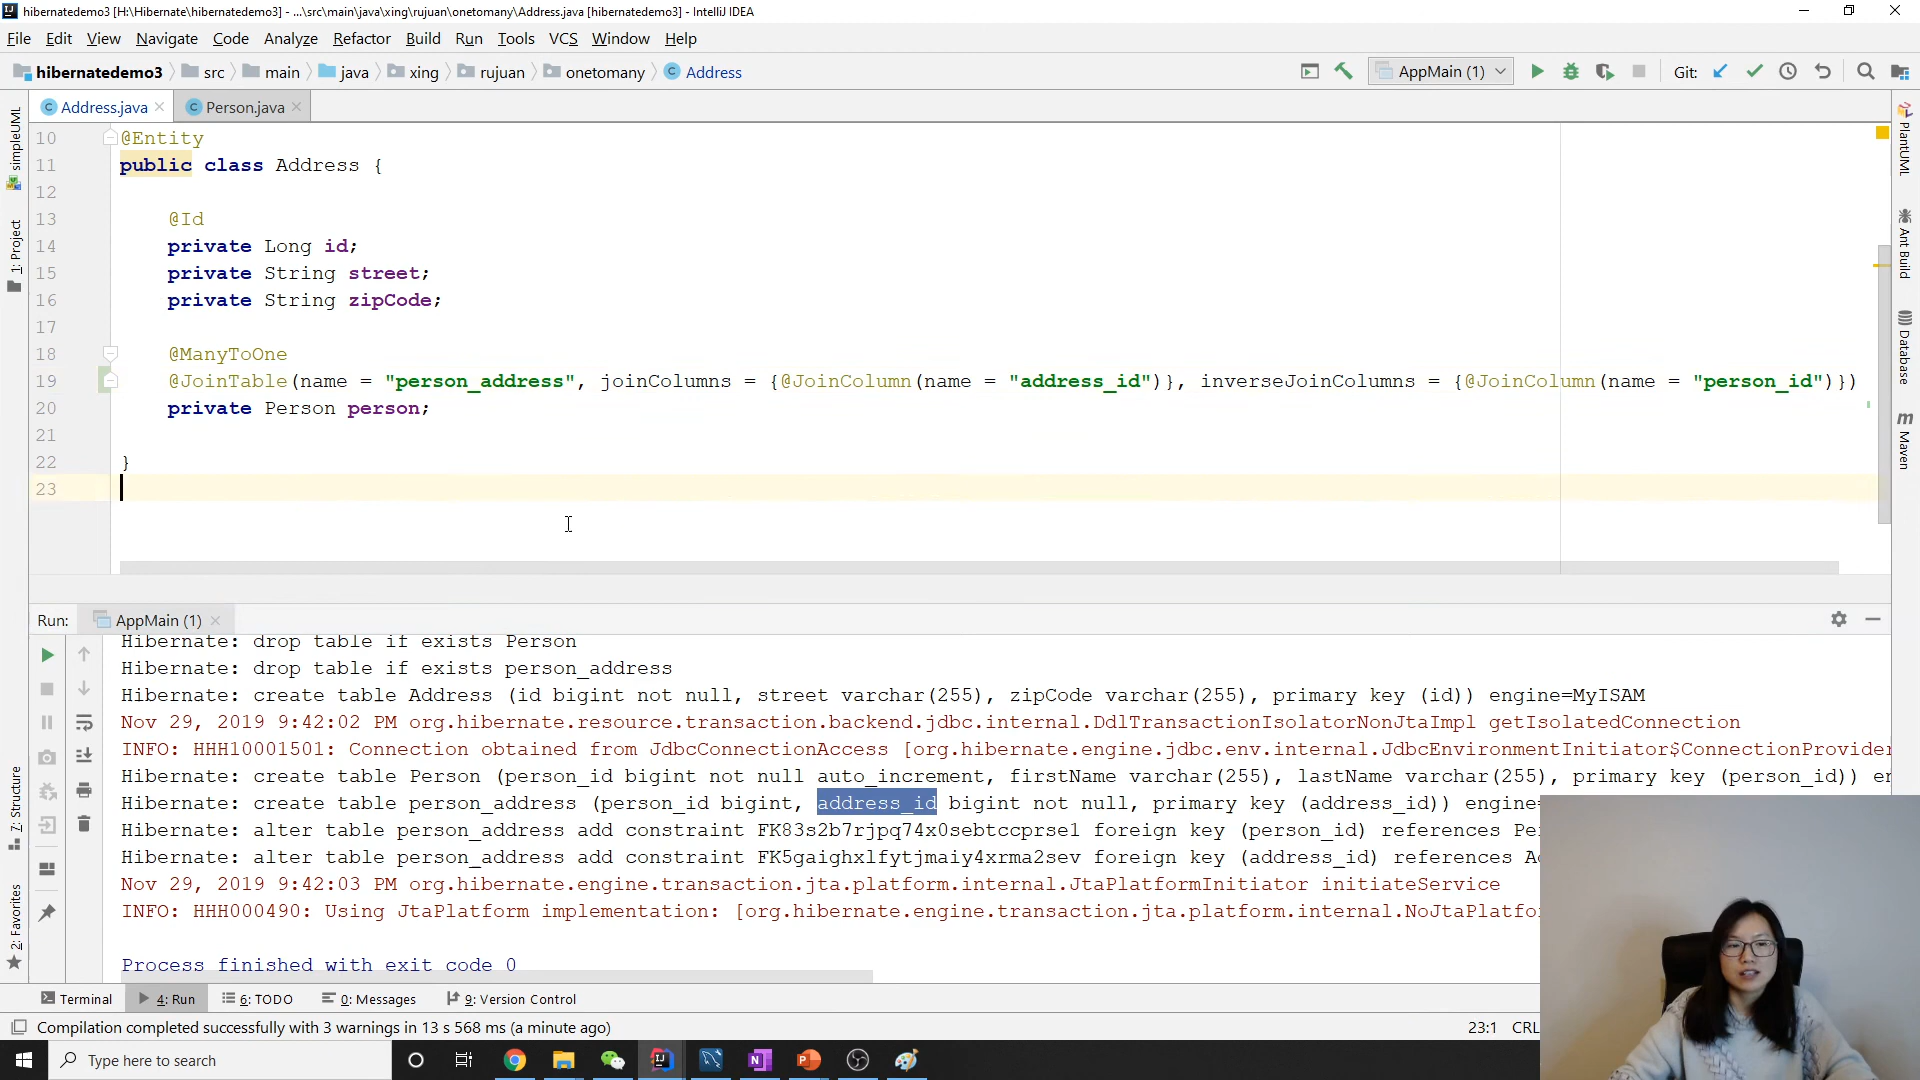 hibernatedemo3 [H:\Hibernate\hibernatedemo3] - ...\src\main\java\xing\rujuan\onetomany\Address.java [hibernatedemo3] - IntelliJ IDEA
File Edit View Navigate Code Analyze Refactor Build Run Tools VCS Window Help
hibernatedemo3 src main java xing rujuan onetomany Address AppMain (1) Git:
Address.java Person.java
10 @Entity
11 public class Address {
12
13 @Id
14 private Long id;
15 private String street;
16 private String zipCode;
17
18 @ManyToOne
19 @JoinTable(name = "person_address", joinColumns = {@JoinColumn(name = "address_id")}, inverseJoinColumns = {@JoinColumn(name = "person_id")})
20 private Person person;
21
22 }
23
simpleUML
1: Project
7: Structure
2: Favorites
PlantUML
Ant Build
Database
Maven
Run: AppMain (1)
Hibernate: drop table if exists Person
Hibernate: drop table if exists person_address
Hibernate: create table Address (id bigint not null, street varchar(255), zipCode varchar(255), primary key (id)) engine=MyISAM
Nov 29, 2019 9:42:02 PM org.hibernate.resource.transaction.backend.jdbc.internal.DdlTransactionIsolatorNonJtaImpl getIsolatedConnection
INFO: HHH10001501: Connection obtained from JdbcConnectionAccess [org.hibernate.engine.jdbc.env.internal.JdbcEnvironmentInitiator$ConnectionProvider
Hibernate: create table Person (person_id bigint not null auto_increment, firstName varchar(255), lastName varchar(255), primary key (person_id)) en
Hibernate: create table person_address (person_id bigint, address_id bigint not null, primary key (address_id)) engine=
Hibernate: alter table person_address add constraint FK83s2b7rjpq74x0sebtccprse1 foreign key (person_id) references Pe
Hibernate: alter table person_address add constraint FK5gaighxlfytjmaiy4xrma2sev foreign key (address_id) references A
Nov 29, 2019 9:42:03 PM org.hibernate.engine.transaction.jta.platform.internal.JtaPlatformInitiator initiateService
INFO: HHH000490: Using JtaPlatform implementation: [org.hibernate.engine.transaction.jta.platform.internal.NoJtaPlatfo
Process finished with exit code 0
Terminal 4: Run 6: TODO 0: Messages 9: Version Control
Compilation completed successfully with 3 warnings in 13 s 568 ms (a minute ago) 23:1 CRL
Type here to search